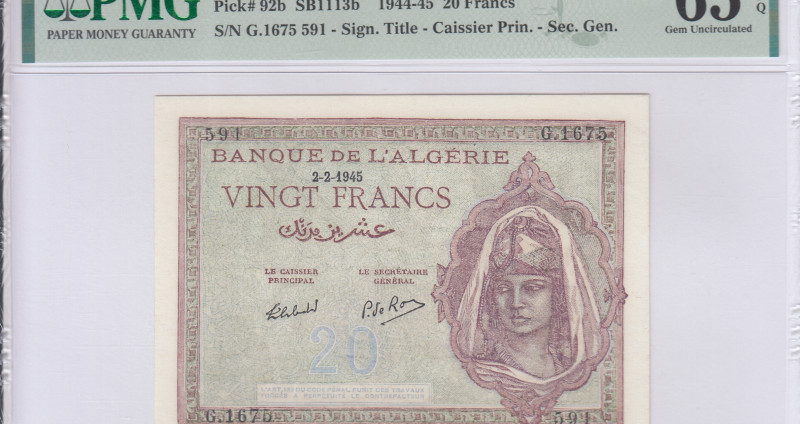 PMG
PAPER MONEY GUARANTY
Pick# 92b SB1113b 1944-45 20 Francs
S/N G.1675 591 - Sign. Title - Caissier Prin. - Sec. Gen.
65 Q
Gem Uncirculated
591 G.1675
BANQUE DE L'ALGÉRIE
2-2-1945
VINGT FRANCS
عشرين فرنك
LE CAISSIER PRINCIPAL
LE SECRÉTAIRE GÉNÉRAL
20
G.1675 591